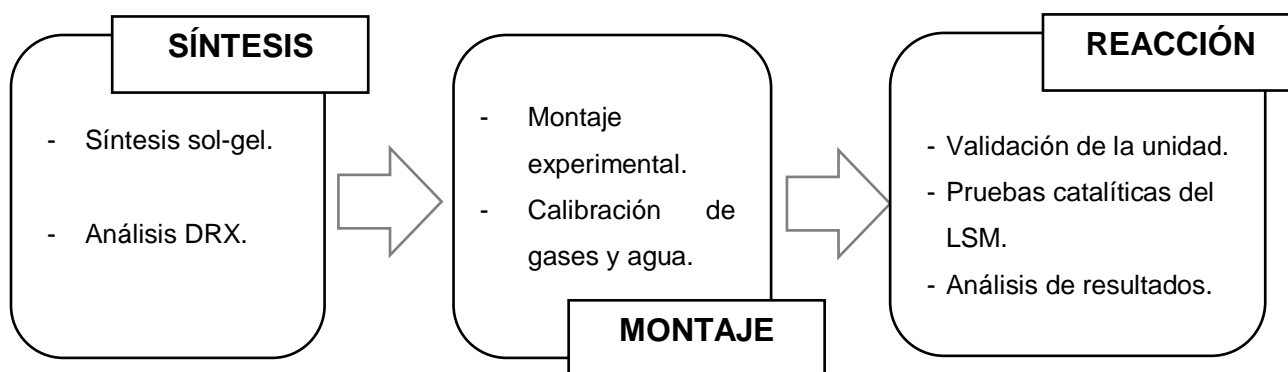 SÍNTESIS
- Síntesis sol-gel.
- Análisis DRX.
- Montaje
experimental.
- Calibración de
gases y agua.
MONTAJE
REACCIÓN
- Validación de la unidad.
- Pruebas catalíticas del
LSM.
- Análisis de resultados.